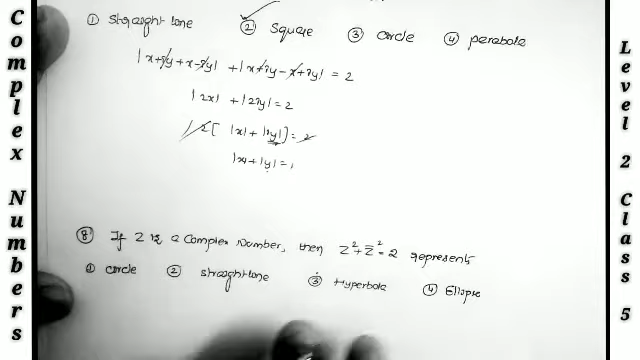 Complex Numbers
Level 2 Class 5
① straight line ② Square ③ circle ④ parabola
|x+iy+x-iy| + |x+iy-x+iy| = 2
|2x| + |2iy| = 2
2[ |x| + |iy| ] = 2
|x| + |y| = 1
⑧ If Z is a Complex Number, then Z²+Z̄²=2 represents
① circle ② straight line ③ Hyperbola ④ Ellipse